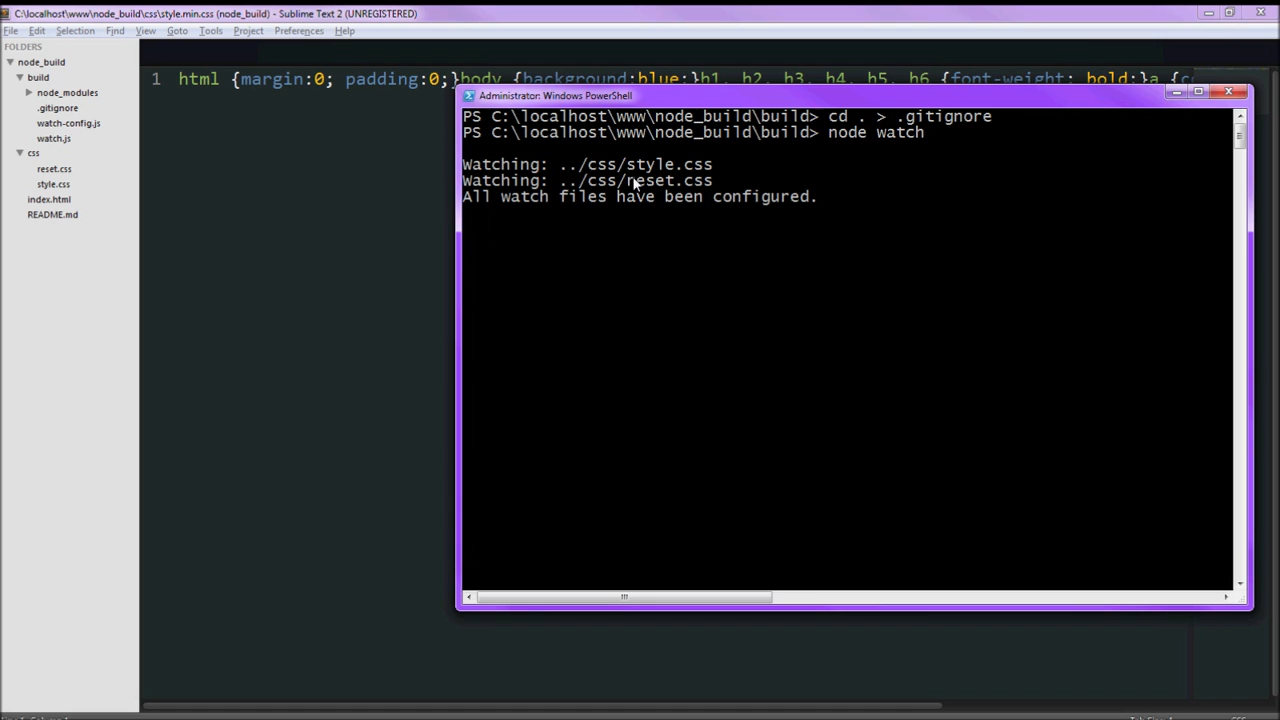 C:\localhost\www\node_build\css\style.min.css (node_build) - Sublime Text 2 (UNREGISTERED)
File Edit Selection Find View Goto Tools Project Preferences Help
FOLDERS
node_build
build
node_modules
.gitignore
watch-config.js
watch.js
css
reset.css
style.css
index.html
README.md
1 html {margin:0; padding:0;}body {background:blue;}h1, h2, h3, h4, h5, h6 {font-weight: bold;}a {c
Administrator: Windows PowerShell
PS C:\localhost\www\node_build\build> cd . > .gitignore
PS C:\localhost\www\node_build\build> node watch
Watching: ../css/style.css
Watching: ../css/reset.css
All watch files have been configured.